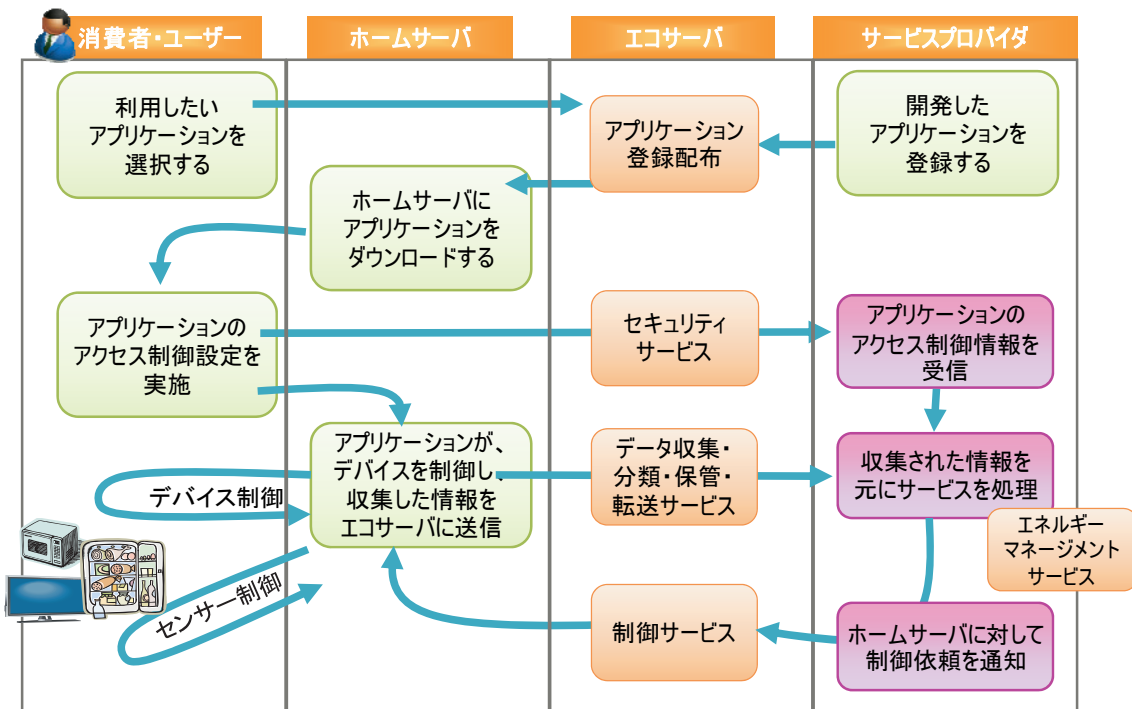 消費者・ユーザー
ホームサーバ
エコサーバ
サービスプロバイダ
利用したい
アプリケーションを
選択する
アプリケーション
登録配布
開発した
アプリケーションを
登録する
ホームサーバに
アプリケーションを
ダウンロードする
アプリケーションの
アクセス制御設定を
実施
セキュリティ
サービス
アプリケーションの
アクセス制御情報を
受信
アプリケーションが、
デバイスを制御し、
収集した情報を
エコサーバに送信
データ収集・
分類・保管・
転送サービス
収集された情報を
元にサービスを処理
デバイス制御
エネルギー
マネージメント
サービス
センサー制御
制御サービス
ホームサーバに対して
制御依頼を通知